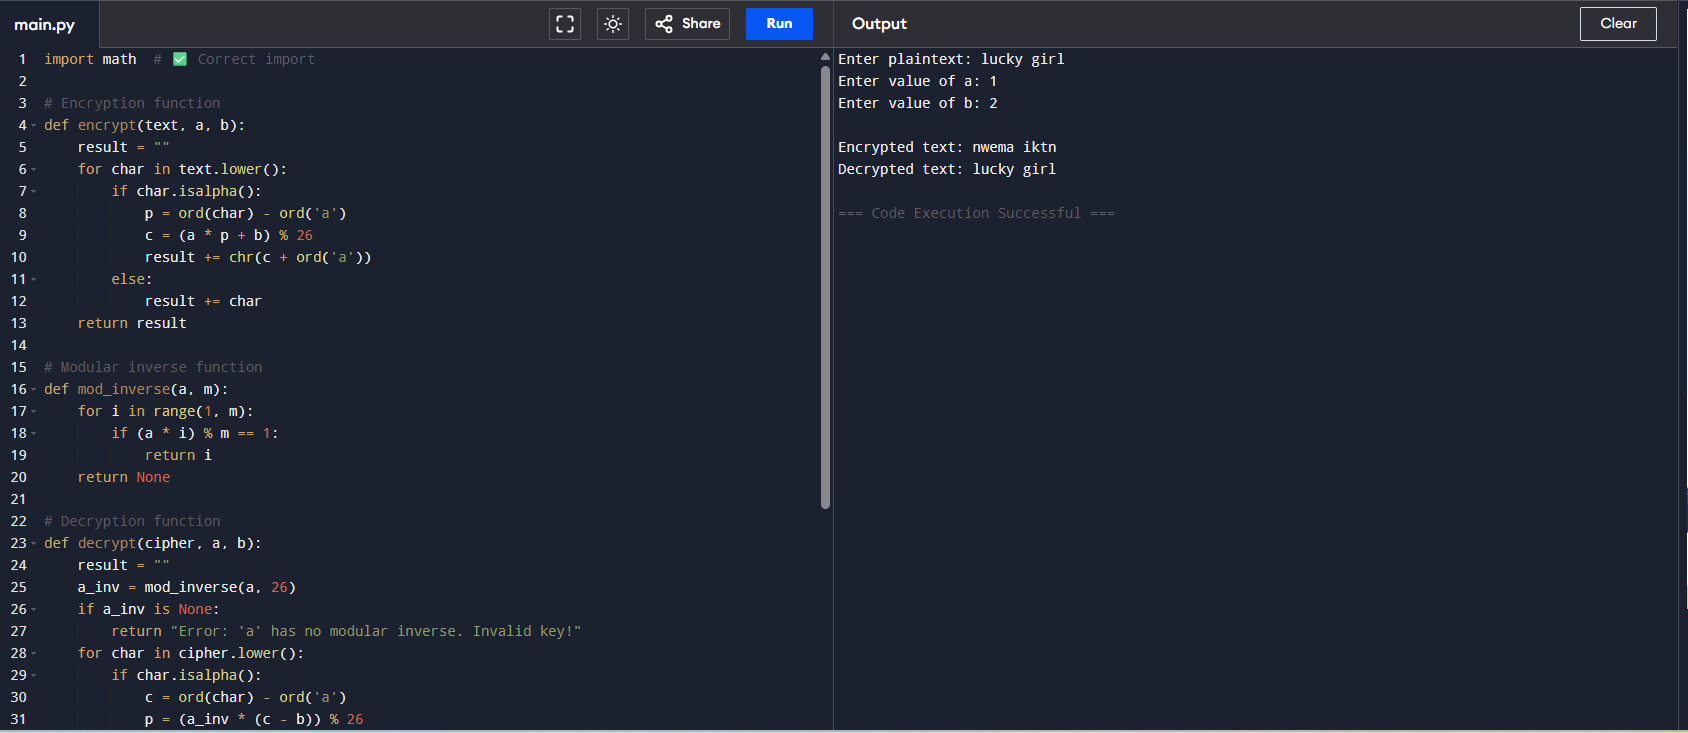 main.py
Share
Run
Output
Clear
1 import math  # ✅ Correct import
2
3 # Encryption function
4 def encrypt(text, a, b):
5     result = ""
6     for char in text.lower():
7         if char.isalpha():
8             p = ord(char) - ord('a')
9             c = (a * p + b) % 26
10             result += chr(c + ord('a'))
11         else:
12             result += char
13     return result
14
15 # Modular inverse function
16 def mod_inverse(a, m):
17     for i in range(1, m):
18         if (a * i) % m == 1:
19             return i
20     return None
21
22 # Decryption function
23 def decrypt(cipher, a, b):
24     result = ""
25     a_inv = mod_inverse(a, 26)
26     if a_inv is None:
27         return "Error: 'a' has no modular inverse. Invalid key!"
28     for char in cipher.lower():
29         if char.isalpha():
30             c = ord(char) - ord('a')
31             p = (a_inv * (c - b)) % 26
Enter plaintext: lucky girl
Enter value of a: 1
Enter value of b: 2
Encrypted text: nwema iktn
Decrypted text: lucky girl
=== Code Execution Successful ===